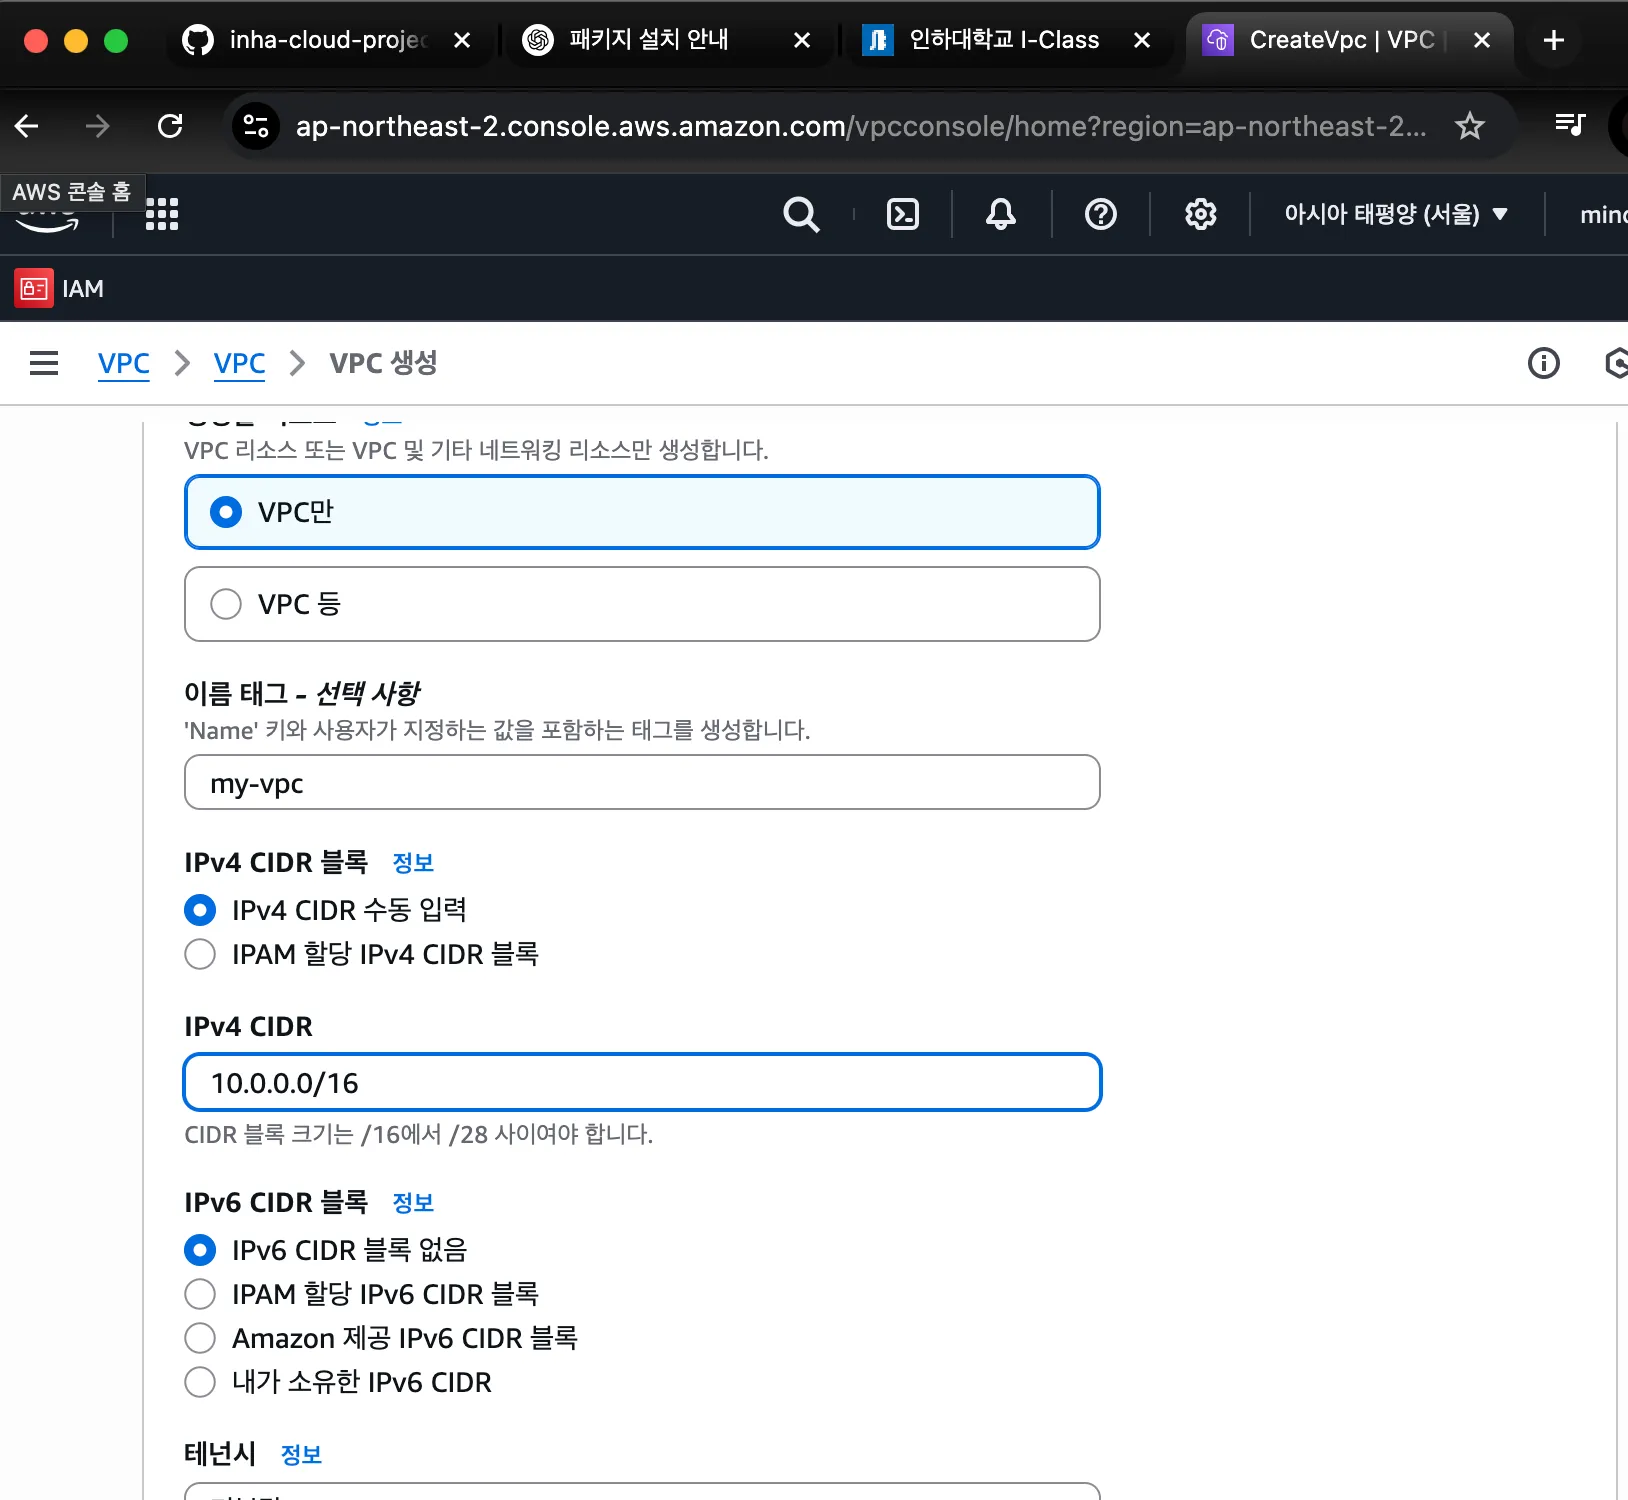 inha-cloud-projec
패키지 설치 안내
인하대학교 I-Class
CreateVpc | VPC
ap-northeast-2.console.aws.amazon.com/vpcconsole/home?region=ap-northeast-2...
AWS 콘솔 홈
아시아 태평양 (서울)
IAM
VPC
VPC
VPC 생성
VPC 리소스 또는 VPC 및 기타 네트워킹 리소스만 생성합니다.
VPC만
VPC 등
이름 태그 - 선택 사항
'Name' 키와 사용자가 지정하는 값을 포함하는 태그를 생성합니다.
my-vpc
IPv4 CIDR 블록 정보
IPv4 CIDR 수동 입력
IPAM 할당 IPv4 CIDR 블록
IPv4 CIDR
10.0.0.0/16
CIDR 블록 크기는 /16에서 /28 사이여야 합니다.
IPv6 CIDR 블록 정보
IPv6 CIDR 블록 없음
IPAM 할당 IPv6 CIDR 블록
Amazon 제공 IPv6 CIDR 블록
내가 소유한 IPv6 CIDR
테넌시 정보